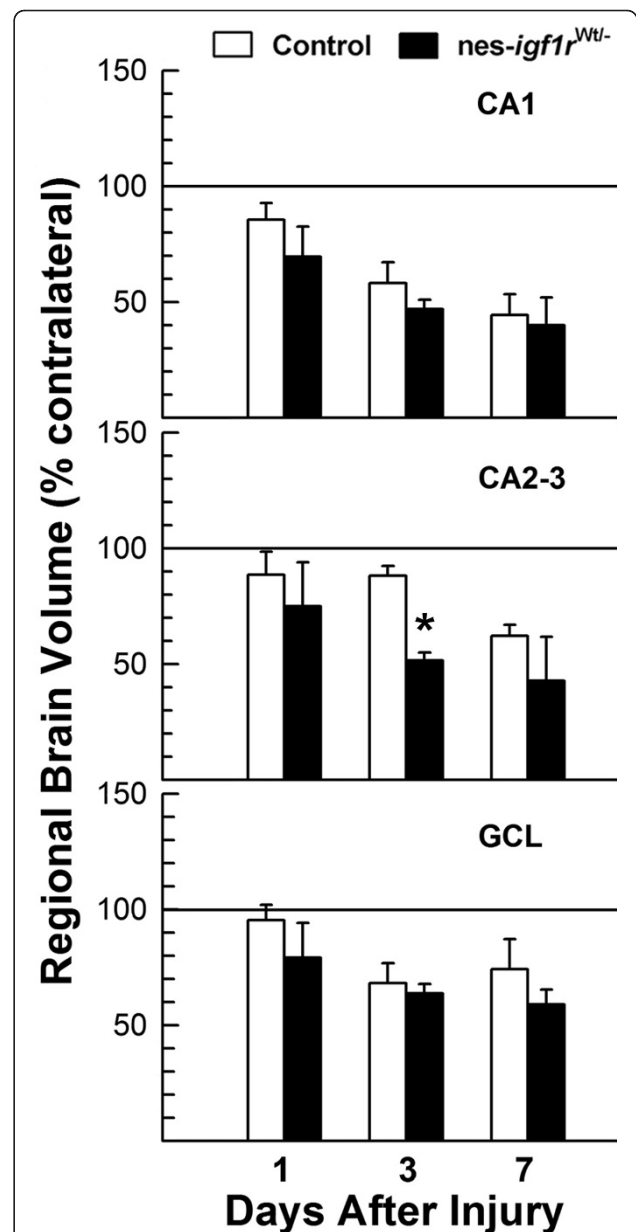 Control nes-igf1r^Wt/-
150
CA1
100
50
150
CA2-3
100
*
50
150
GCL
100
50
1 3 7
Days After Injury
Regional Brain Volume (% contralateral)